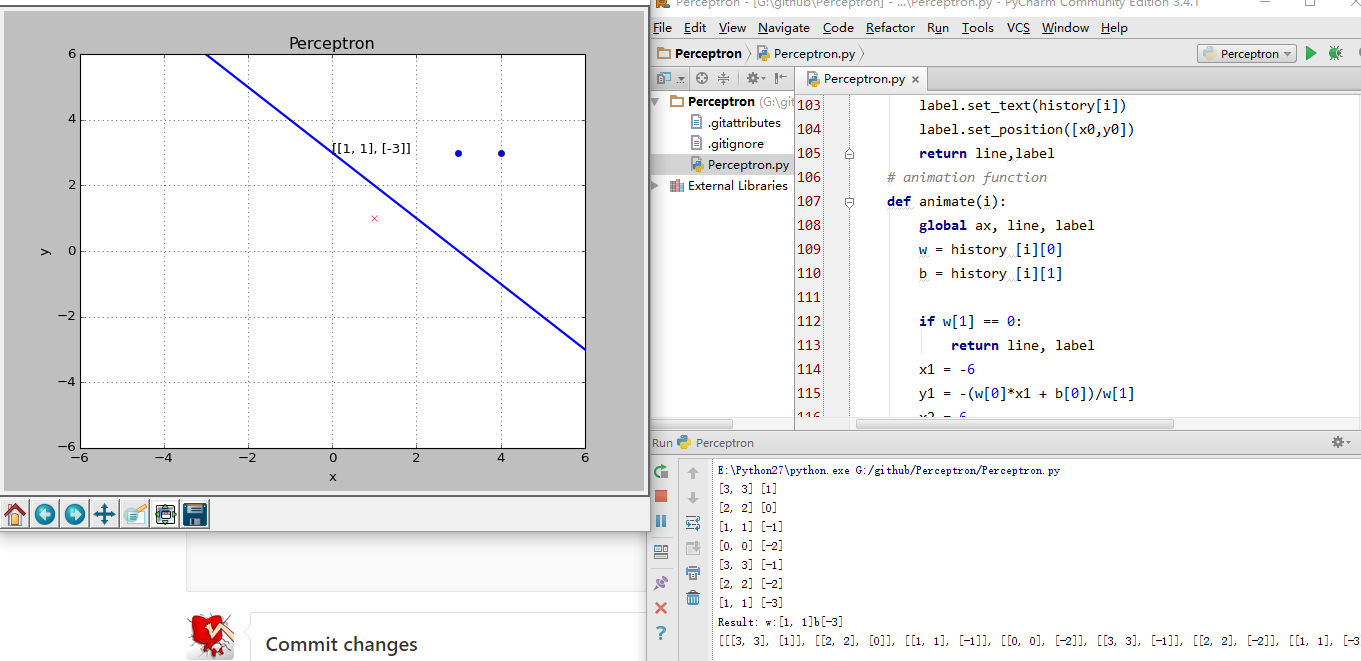 Perceptron
6
4
2
0
−2
−4
−6
y
[[1, 1], [-3]]
−6 −4 −2 0 2 4 6
x
Commit changes
Perceptron - [G:\github\Perceptron] - ...\Perceptron.py - PyCharm Community Edition 3.4.1
File Edit View Navigate Code Refactor Run Tools VCS Window Help
Perceptron Perceptron.py Perceptron
Perceptron.py ×
Perceptron (G:\git
.gitattributes
.gitignore
Perceptron.py
External Libraries
103 label.set_text(history[i])
104 label.set_position([x0,y0])
105 return line,label
106 # animation function
107 def animate(i):
108 global ax, line, label
109 w = history [i][0]
110 b = history [i][1]
111
112 if w[1] == 0:
113 return line, label
114 x1 = -6
115 y1 = -(w[0]*x1 + b[0])/w[1]
116 x2 = 6
Run Perceptron
E:\Python27\python.exe G:/github/Perceptron/Perceptron.py
[3, 3] [1]
[2, 2] [0]
[1, 1] [-1]
[0, 0] [-2]
[3, 3] [-1]
[2, 2] [-2]
[1, 1] [-3]
Result: w:[1, 1]b[-3]
[[[3, 3], [1]], [[2, 2], [0]], [[1, 1], [-1]], [[0, 0], [-2]], [[3, 3], [-1]], [[2, 2], [-2]], [[1, 1], [-3